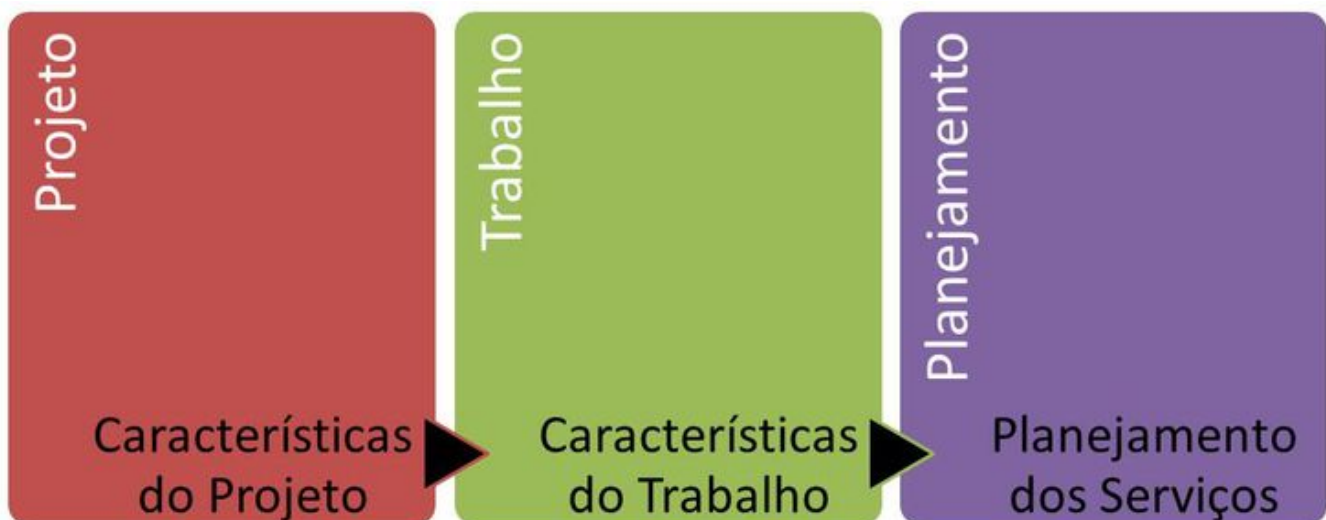 Projeto
Características
do Projeto
Trabalho
Características
do Trabalho
Planejamento
Planejamento
dos Serviços